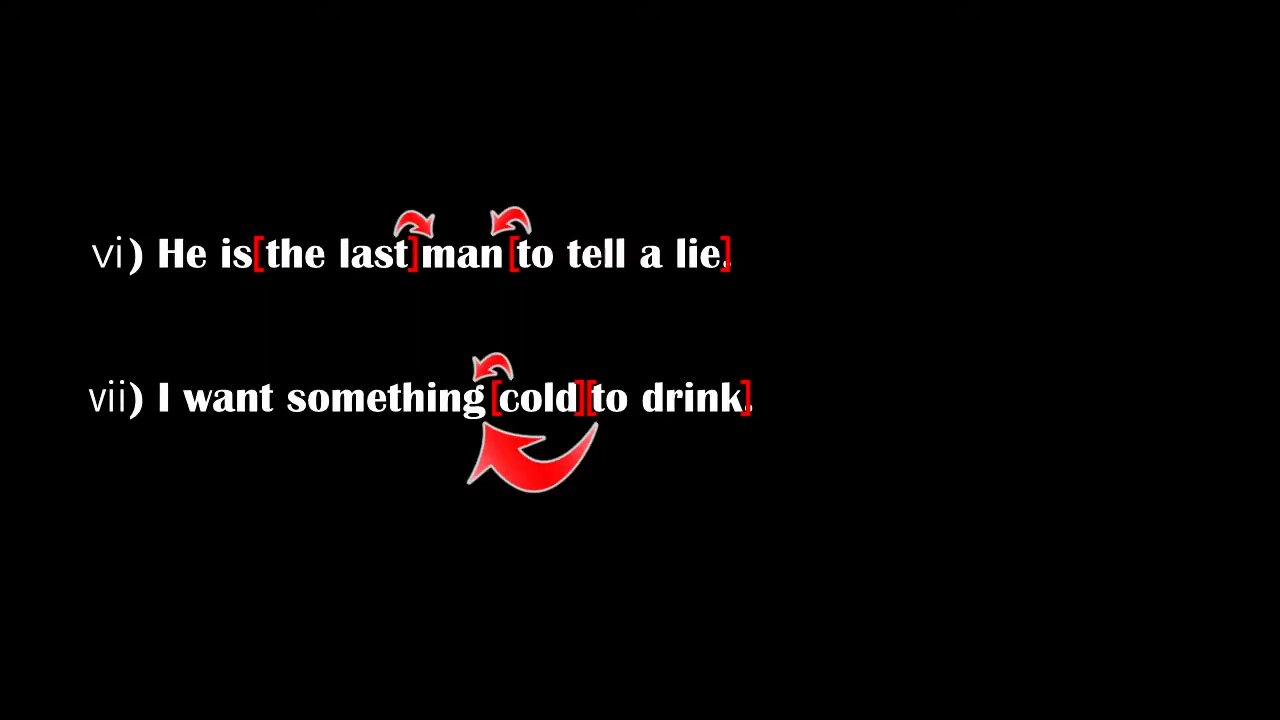 vi) He is[the last]man [to tell a lie.]
vii) I want something [cold][to drink.]